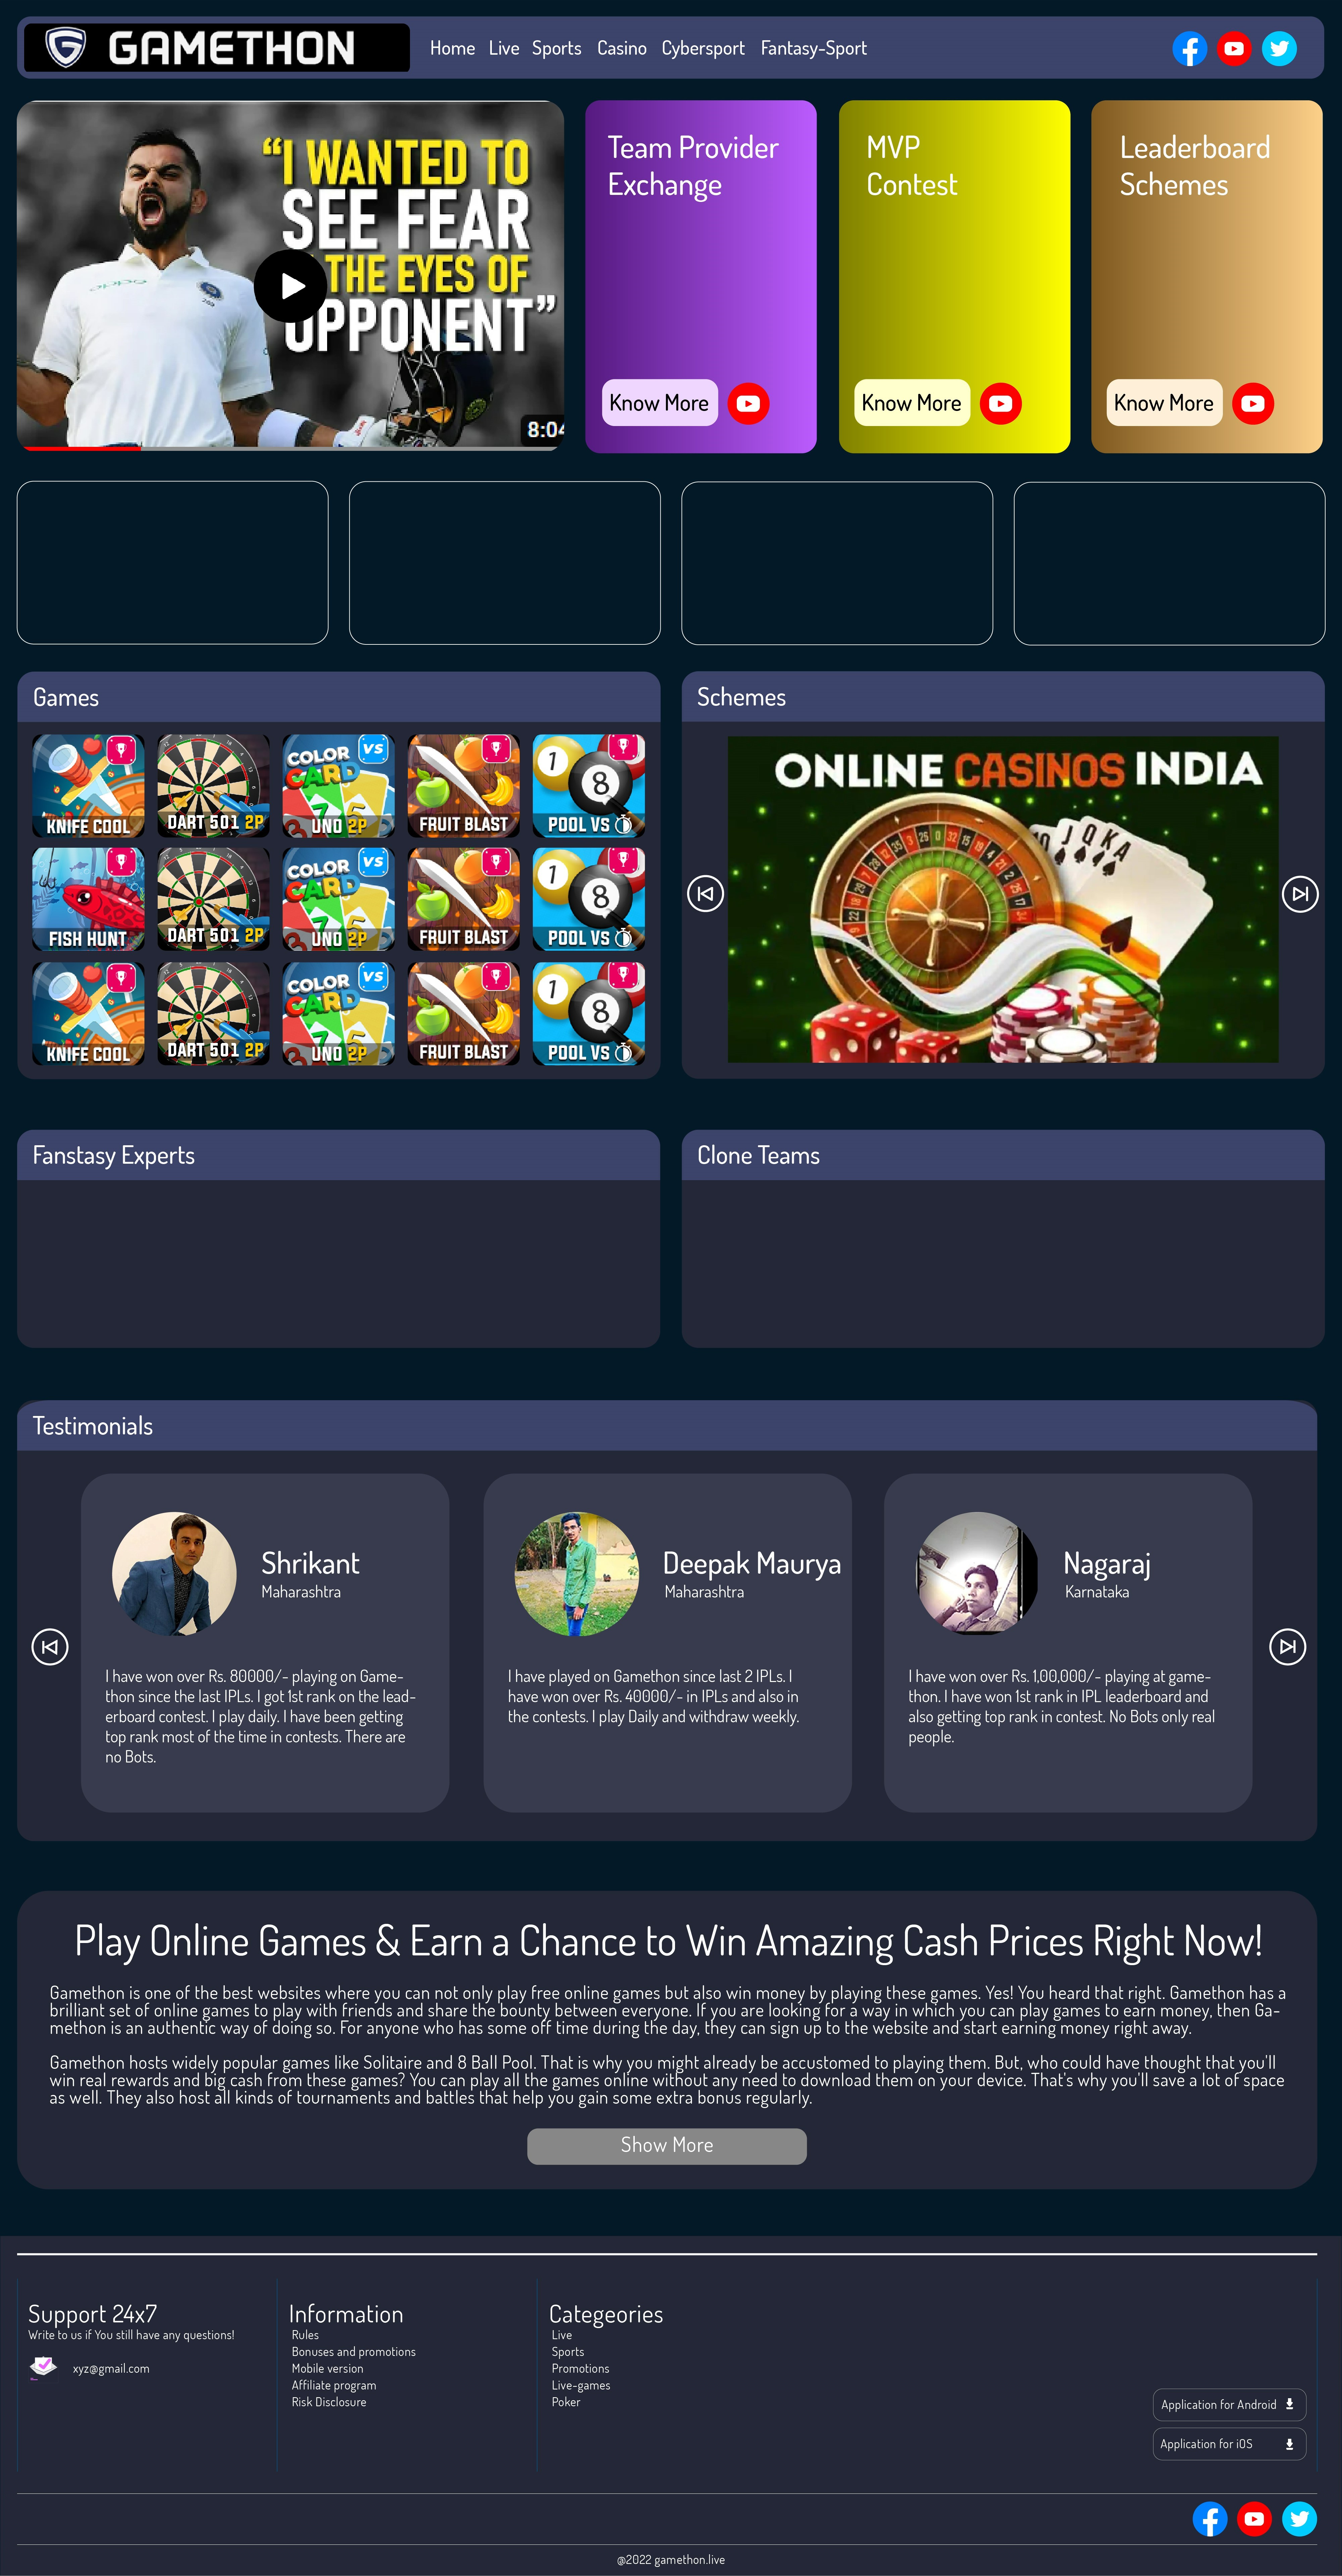 GAMETHON
Home Live Sports Casino Cybersport Fantasy-Sport
“I WANTED TO
SEE FEAR
THE EYES OF
OPPONENT”
oppo
269
8:04
Team Provider
Exchange
Know More
MVP
Contest
Know More
Leaderboard
Schemes
Know More
Games
KNIFE COOL
DART 501 2P
COLOR CARD VS UNO 2P
FRUIT BLAST
1 8 POOL VS
FISH HUNT
DART 501 2P
COLOR CARD VS UNO 2P
FRUIT BLAST
1 8 POOL VS
KNIFE COOL
DART 501 2P
COLOR CARD VS UNO 2P
FRUIT BLAST
1 8 POOL VS
Schemes
ONLINE CASINOS INDIA
J Q K A
Fanstasy Experts
Clone Teams
Testimonials
Shrikant
Maharashtra
I have won over Rs. 80000/- playing on Game-
thon since the last IPLs. I got 1st rank on the lead-
erboard contest. I play daily. I have been getting
top rank most of the time in contests. There are
no Bots.
Deepak Maurya
Maharashtra
I have played on Gamethon since last 2 IPLs. I
have won over Rs. 40000/- in IPLs and also in
the contests. I play Daily and withdraw weekly.
Nagaraj
Karnataka
I have won over Rs. 1,00,000/- playing at game-
thon. I have won 1st rank in IPL leaderboard and
also getting top rank in contest. No Bots only real
people.
Play Online Games & Earn a Chance to Win Amazing Cash Prices Right Now!
Gamethon is one of the best websites where you can not only play free online games but also win money by playing these games. Yes! You heard that right. Gamethon has a
brilliant set of online games to play with friends and share the bounty between everyone. If you are looking for a way in which you can play games to earn money, then Ga-
methon is an authentic way of doing so. For anyone who has some off time during the day, they can sign up to the website and start earning money right away.
Gamethon hosts widely popular games like Solitaire and 8 Ball Pool. That is why you might already be accustomed to playing them. But, who could have thought that you'll
win real rewards and big cash from these games? You can play all the games online without any need to download them on your device. That's why you'll save a lot of space
as well. They also host all kinds of tournaments and battles that help you gain some extra bonus regularly.
Show More
Support 24x7
Write to us if You still have any questions!
xyz@gmail.com
Information
Rules
Bonuses and promotions
Mobile version
Affiliate program
Risk Disclosure
Categeories
Live
Sports
Promotions
Live-games
Poker
Application for Android
Application for iOS
@2022 gamethon.live